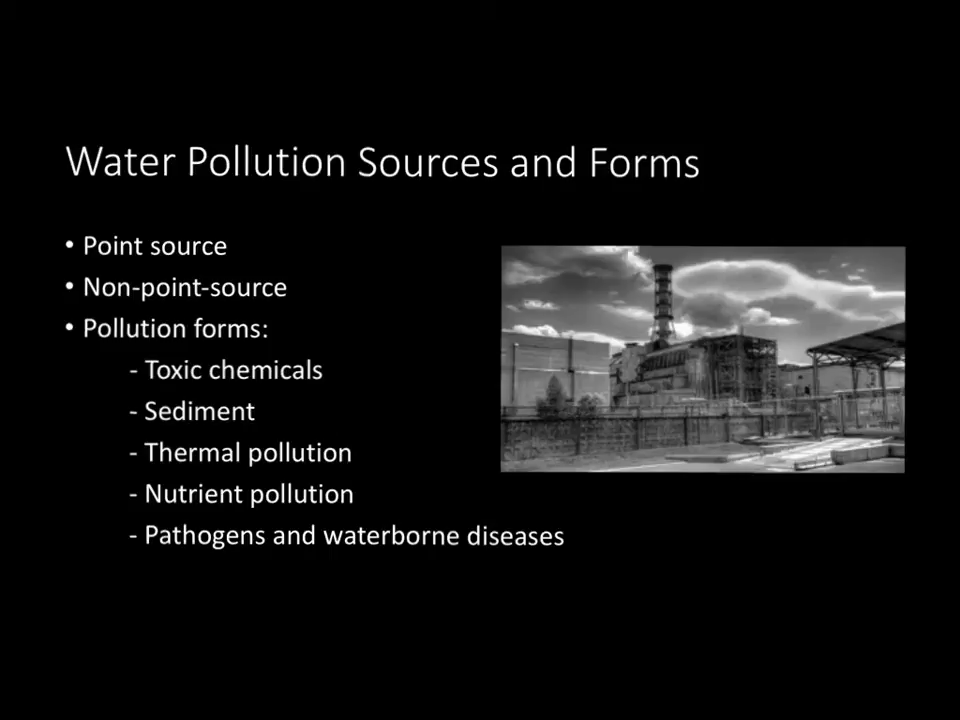 Water Pollution Sources and Forms
• Point source
• Non-point-source
• Pollution forms:
- Toxic chemicals
- Sediment
- Thermal pollution
- Nutrient pollution
- Pathogens and waterborne diseases